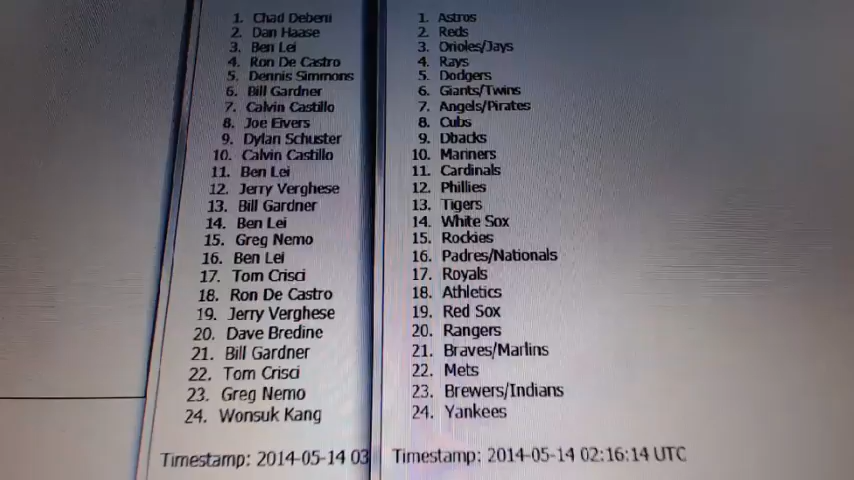 1. Chad Debeni
2. Dan Haase
3. Ben Lei
4. Ron De Castro
5. Dennis Simmons
6. Bill Gardner
7. Calvin Castillo
8. Joe Eivers
9. Dylan Schuster
10. Calvin Castillo
11. Ben Lei
12. Jerry Verghese
13. Bill Gardner
14. Ben Lei
15. Greg Nemo
16. Ben Lei
17. Tom Crisci
18. Ron De Castro
19. Jerry Verghese
20. Dave Bredine
21. Bill Gardner
22. Tom Crisci
23. Greg Nemo
24. Wonsuk Kang
Timestamp: 2014-05-14 03
1. Astros
2. Reds
3. Orioles/Jays
4. Rays
5. Dodgers
6. Giants/Twins
7. Angels/Pirates
8. Cubs
9. Dbacks
10. Mariners
11. Cardinals
12. Phillies
13. Tigers
14. White Sox
15. Rockies
16. Padres/Nationals
17. Royals
18. Athletics
19. Red Sox
20. Rangers
21. Braves/Marlins
22. Mets
23. Brewers/Indians
24. Yankees
Timestamp: 2014-05-14 02:16:14 UTC